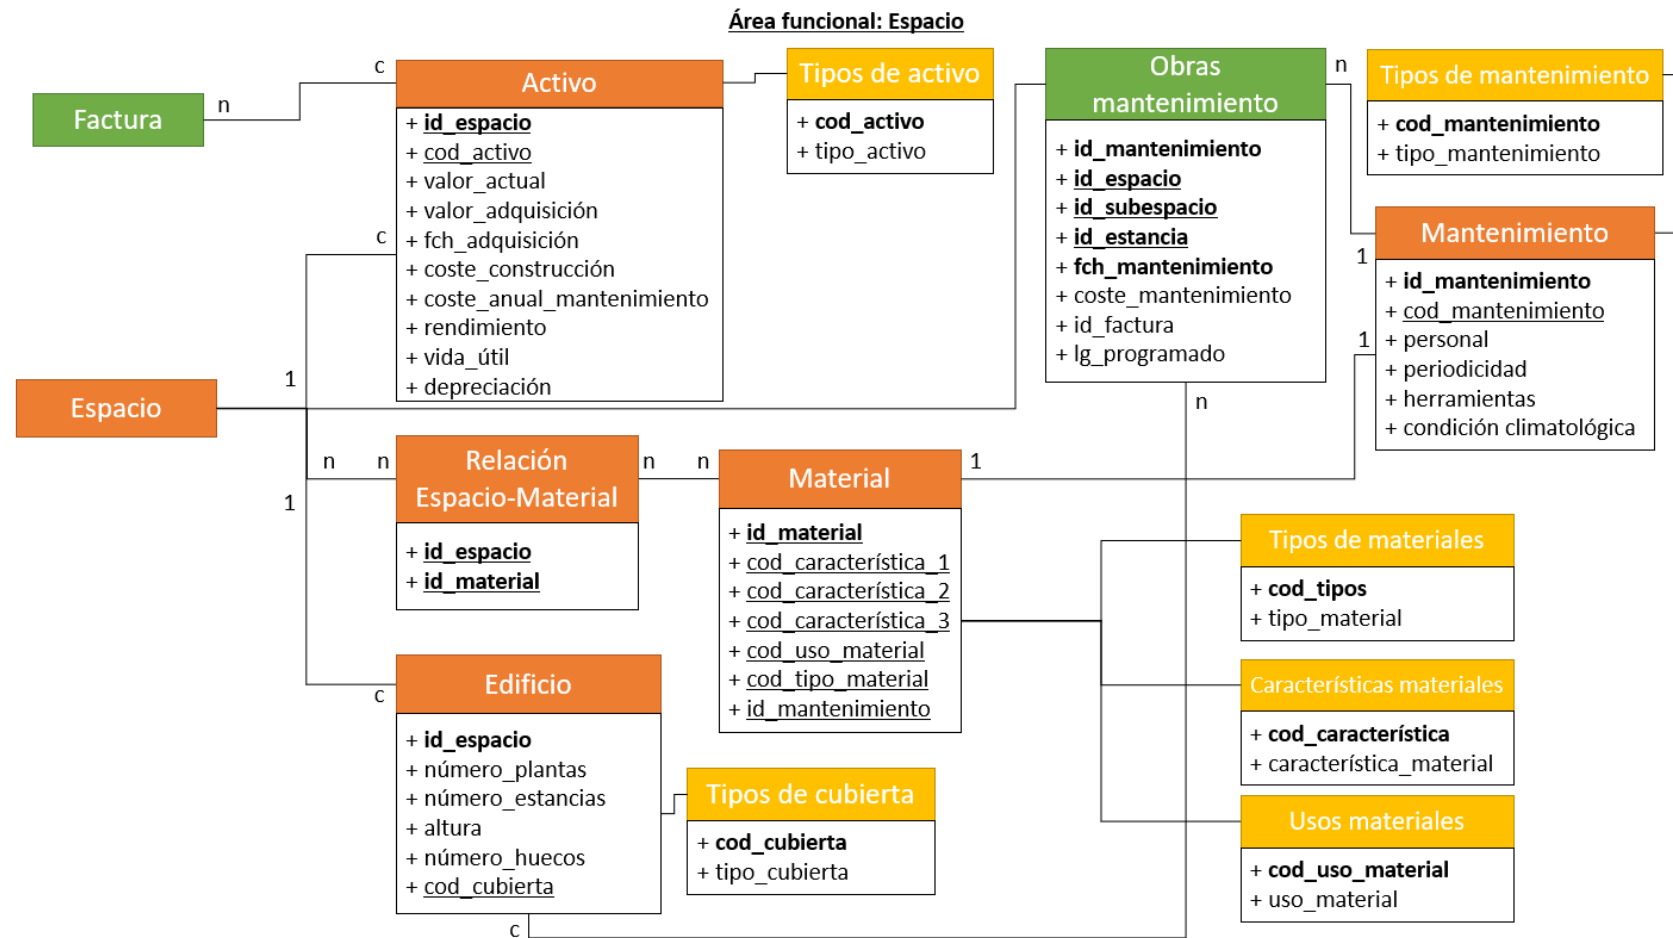 Área funcional: Espacio
Factura
n
c
Activo
+ id_espacio
+ cod_activo
+ valor_actual
+ valor_adquisición
+ fch_adquisición
+ coste_construcción
+ coste_anual_mantenimiento
+ rendimiento
+ vida_útil
+ depreciación
c
Tipos de activo
+ cod_activo
+ tipo_activo
Obras
mantenimiento
+ id_mantenimiento
+ id_espacio
+ id_subespacio
+ id_estancia
+ fch_mantenimiento
+ coste_mantenimiento
+ id_factura
+ lg_programado
n
n
Tipos de mantenimiento
+ cod_mantenimiento
+ tipo_mantenimiento
Mantenimiento
+ id_mantenimiento
+ cod_mantenimiento
+ personal
+ periodicidad
+ herramientas
+ condición climatológica
1
1
Espacio
1
n
n
1
Relación
Espacio-Material
+ id_espacio
+ id_material
n
n
Material
+ id_material
+ cod_característica_1
+ cod_característica_2
+ cod_característica_3
+ cod_uso_material
+ cod_tipo_material
+ id_mantenimiento
1
Tipos de materiales
+ cod_tipos
+ tipo_material
Características materiales
+ cod_característica
+ característica_material
Usos materiales
+ cod_uso_material
+ uso_material
Edificio
+ id_espacio
+ número_plantas
+ número_estancias
+ altura
+ número_huecos
+ cod_cubierta
c
c
Tipos de cubierta
+ cod_cubierta
+ tipo_cubierta